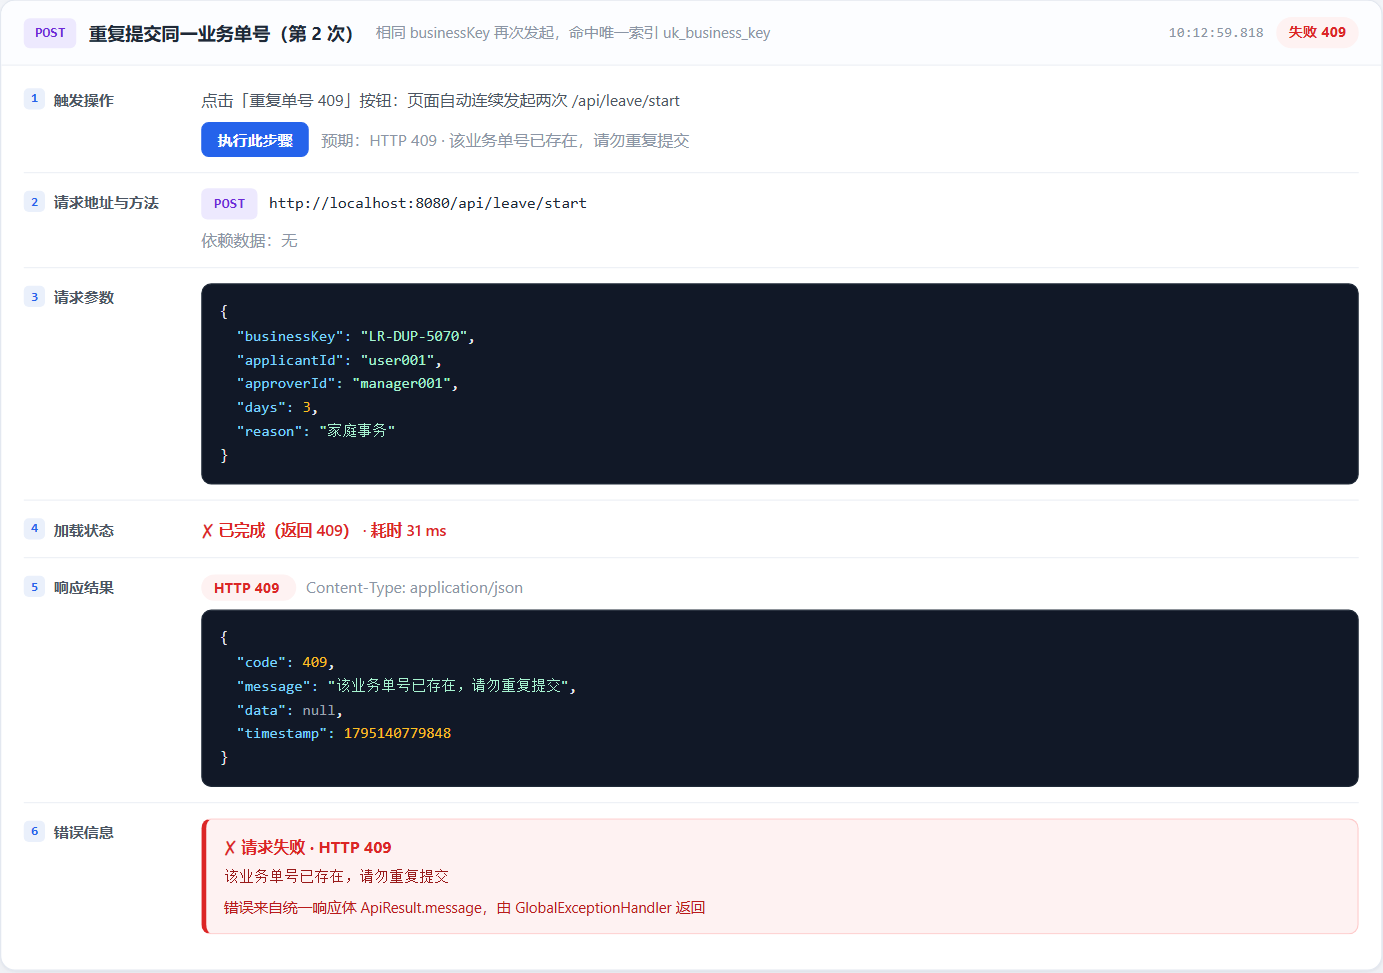 POST 重复提交同一业务单号（第 2 次） 相同 businessKey 再次发起，命中唯一索引 uk_business_key 10:12:59.818 失败 409
1 触发操作 点击「重复单号 409」按钮：页面自动连续发起两次 /api/leave/start
执行此步骤 预期：HTTP 409 · 该业务单号已存在，请勿重复提交
2 请求地址与方法 POST http://localhost:8080/api/leave/start
依赖数据：无
3 请求参数
{
"businessKey": "LR-DUP-5070",
"applicantId": "user001",
"approverId": "manager001",
"days": 3,
"reason": "家庭事务"
}
4 加载状态 ✗ 已完成（返回 409） · 耗时 31 ms
5 响应结果 HTTP 409 Content-Type: application/json
{
"code": 409,
"message": "该业务单号已存在，请勿重复提交",
"data": null,
"timestamp": 1795140779848
}
6 错误信息
✗ 请求失败 · HTTP 409
该业务单号已存在，请勿重复提交
错误来自统一响应体 ApiResult.message，由 GlobalExceptionHandler 返回